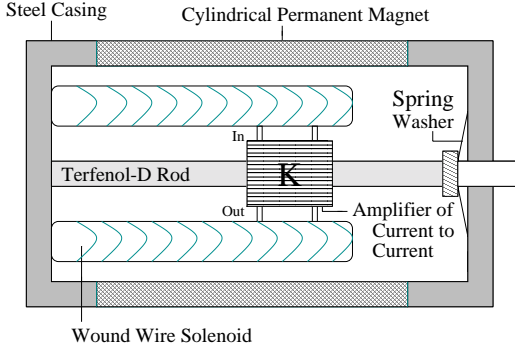 Steel Casing
Cylindrical Permanent Magnet
Spring
Washer
In
K
Terfenol-D Rod
Out
Amplifier of
Current to
Current
Wound Wire Solenoid